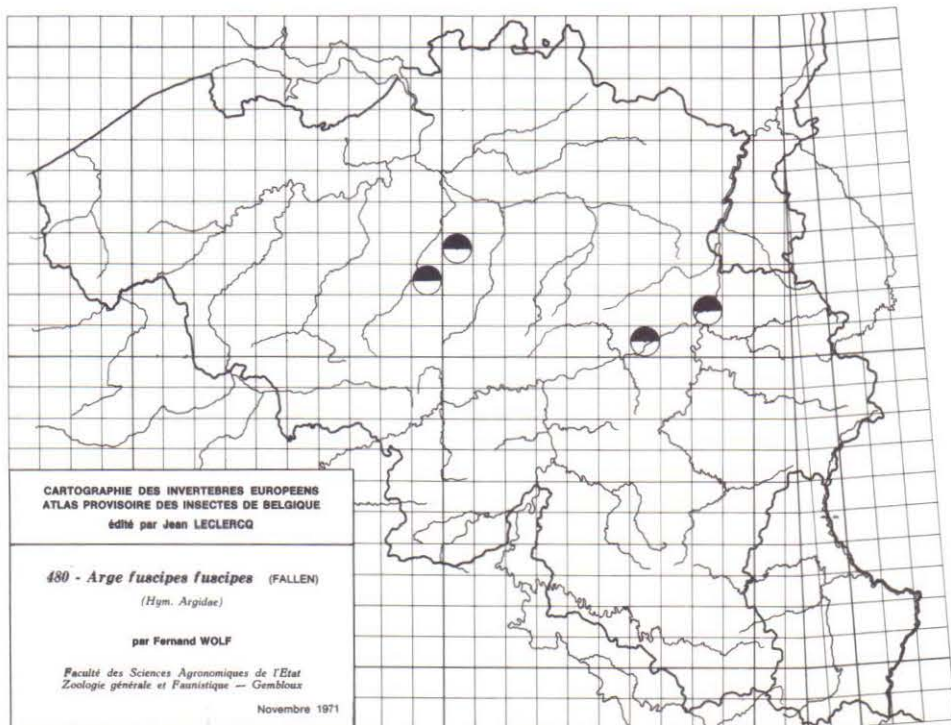 CARTOGRAPHIE DES INVERTEBRES EUROPEENS
ATLAS PROVISOIRE DES INSECTES DE BELGIQUE
édité par Jean LECLERCQ
480 - Arge fuscipes fuscipes (FALLEN)
(Hym. Argidae)
par Fernand WOLF
Faculté des Sciences Agronomiques de l'Etat
Zoologie générale et Faunistique — Gembloux
Novembre 1971